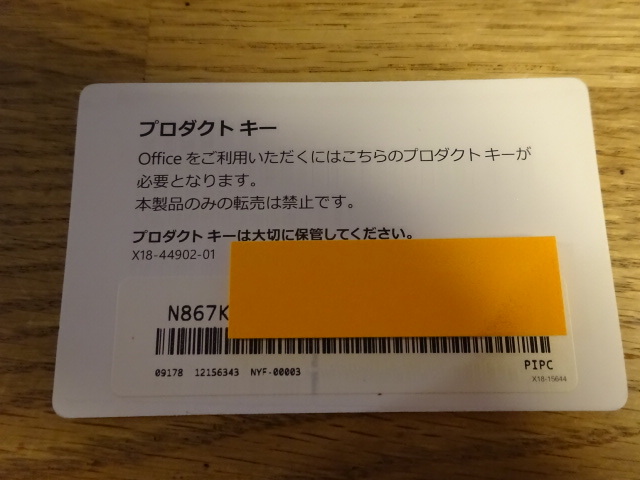 プロダクト キー
Office をご利用いただくにはこちらのプロダクト キーが
必要となります。
本製品のみの転売は禁止です。
プロダクト キーは大切に保管してください。
X18-44902-01
N867K
09178 12156343 NYF-00003
PIPC
X18-15644